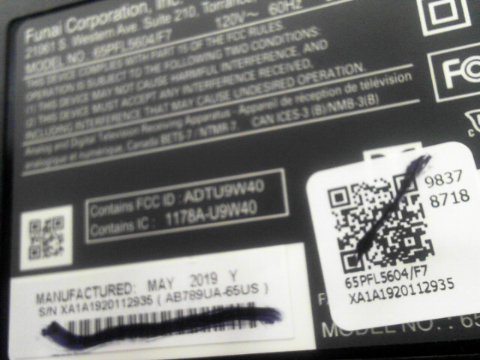 Funai Corporation, Inc.
21061 S. Western Ave. Suite 210, Torrance
MODEL NO.: 65PFL5604/F7 120V~ 60Hz
THIS DEVICE COMPLIES WITH PART 15 OF THE FCC RULES.
OPERATION IS SUBJECT TO THE FOLLOWING TWO CONDITIONS:
(1) THIS DEVICE MAY NOT CAUSE HARMFUL INTERFERENCE, AND
(2) THIS DEVICE MUST ACCEPT ANY INTERFERENCE RECEIVED,
INCLUDING INTERFERENCE THAT MAY CAUSE UNDESIRED OPERATION.
Analog and Digital Television Receiving Apparatus - Appareil de réception de télévision
analogique et numérique, Canada BETS-7 / NTMR-7. CAN ICES-3 (B)/NMB-3(B)
FC
Contains FCC ID : ADTU9W40
Contains IC : 1178A-U9W40
9837
8718
65PFL5604/F7
XA1A1920112935
MANUFACTURED: MAY 2019 Y
S/N XA1A1920112935 ( AB789UA-65US )
MODEL NO. : 65